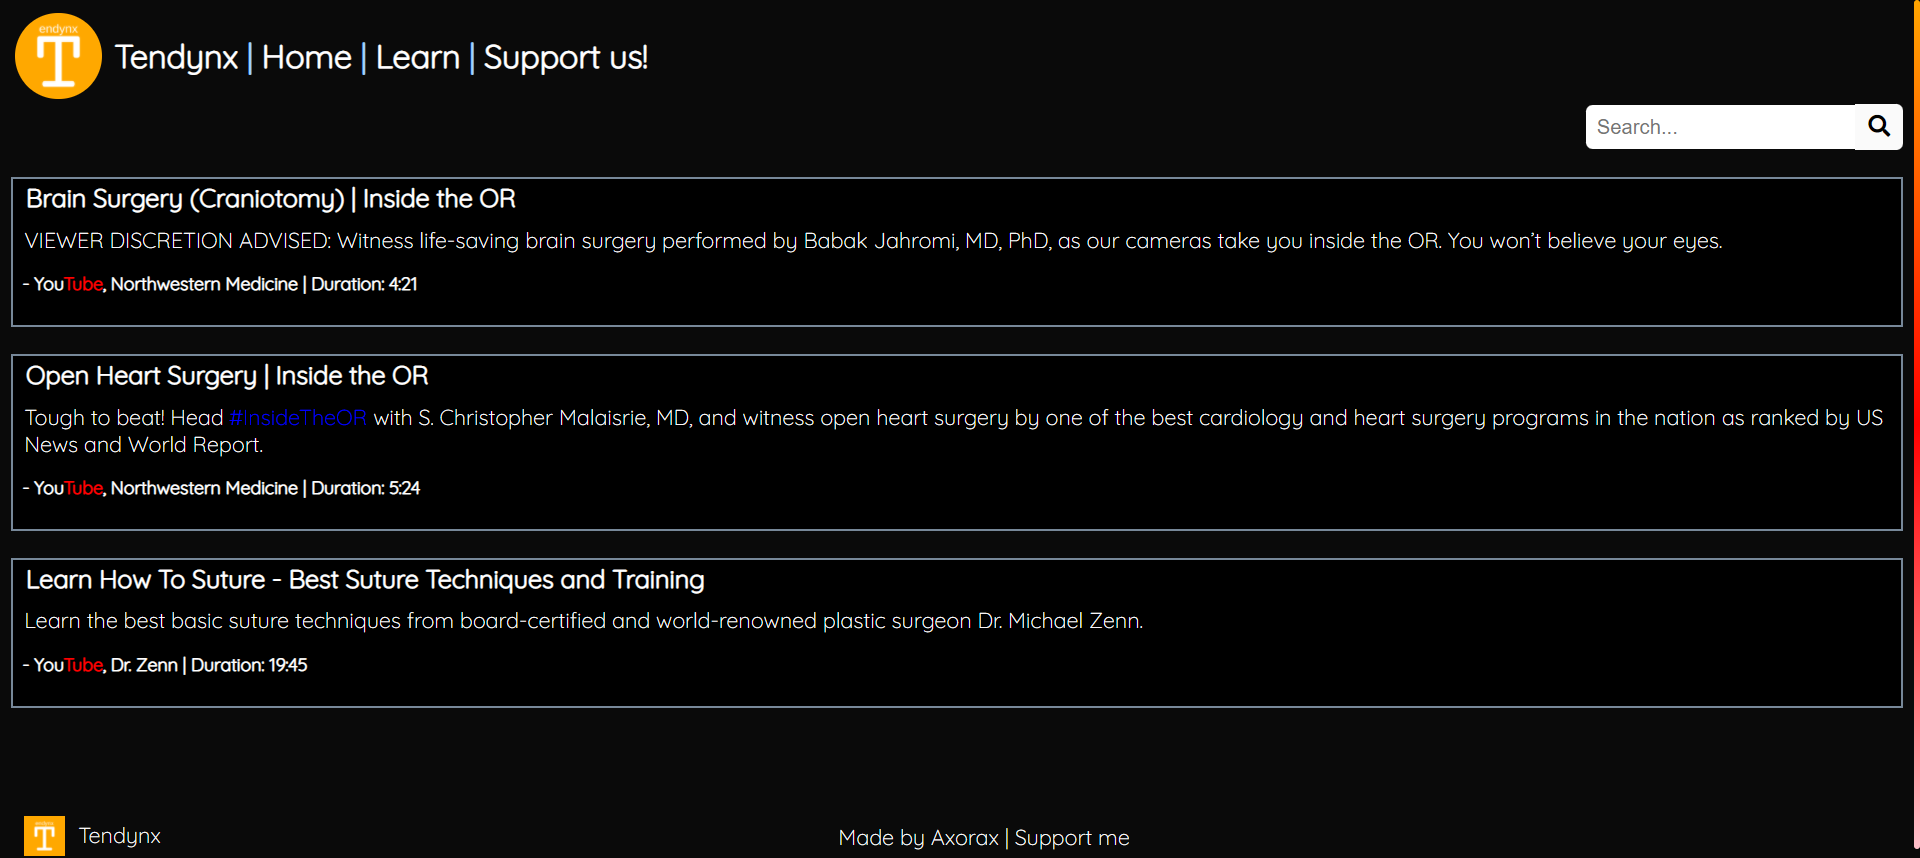 endynx
T
Tendynx | Home | Learn | Support us!
Search...
Brain Surgery (Craniotomy) | Inside the OR
VIEWER DISCRETION ADVISED: Witness life-saving brain surgery performed by Babak Jahromi, MD, PhD, as our cameras take you inside the OR. You won’t believe your eyes.
- YouTube, Northwestern Medicine | Duration: 4:21
Open Heart Surgery | Inside the OR
Tough to beat! Head #InsideTheOR with S. Christopher Malaisrie, MD, and witness open heart surgery by one of the best cardiology and heart surgery programs in the nation as ranked by US
News and World Report.
- YouTube, Northwestern Medicine | Duration: 5:24
Learn How To Suture - Best Suture Techniques and Training
Learn the best basic suture techniques from board-certified and world-renowned plastic surgeon Dr. Michael Zenn.
- YouTube, Dr. Zenn | Duration: 19:45
endynx
T
Tendynx
Made by Axorax | Support me